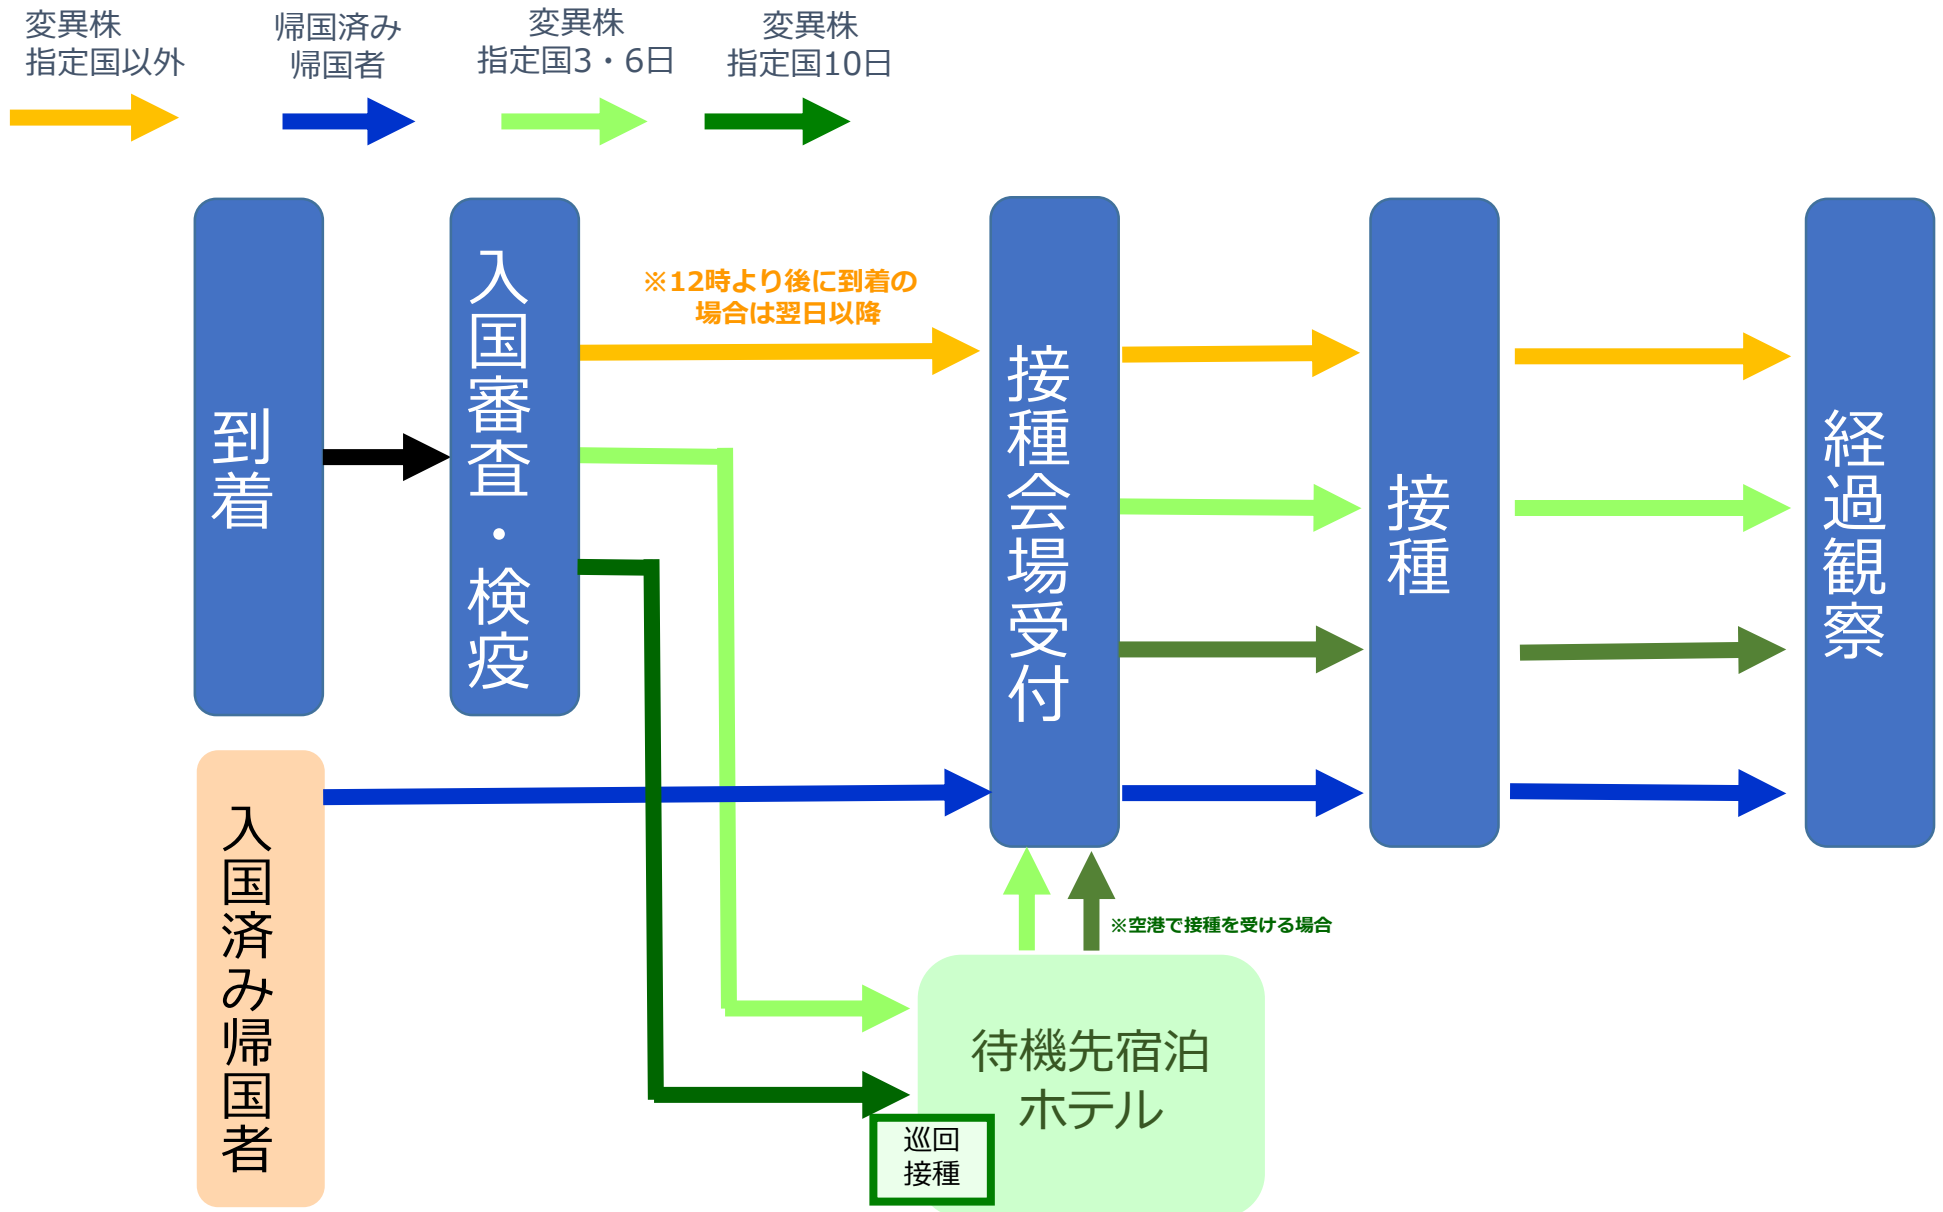 変異株
指定国以外
帰国済み
帰国者
変異株
指定国3・6日
変異株
指定国10日
到着
入国審査・検疫
※12時より後に到着の
場合は翌日以降
接種会場受付
接種
経過観察
入国済み帰国者
※空港で接種を受ける場合
待機先宿泊
ホテル
巡回
接種